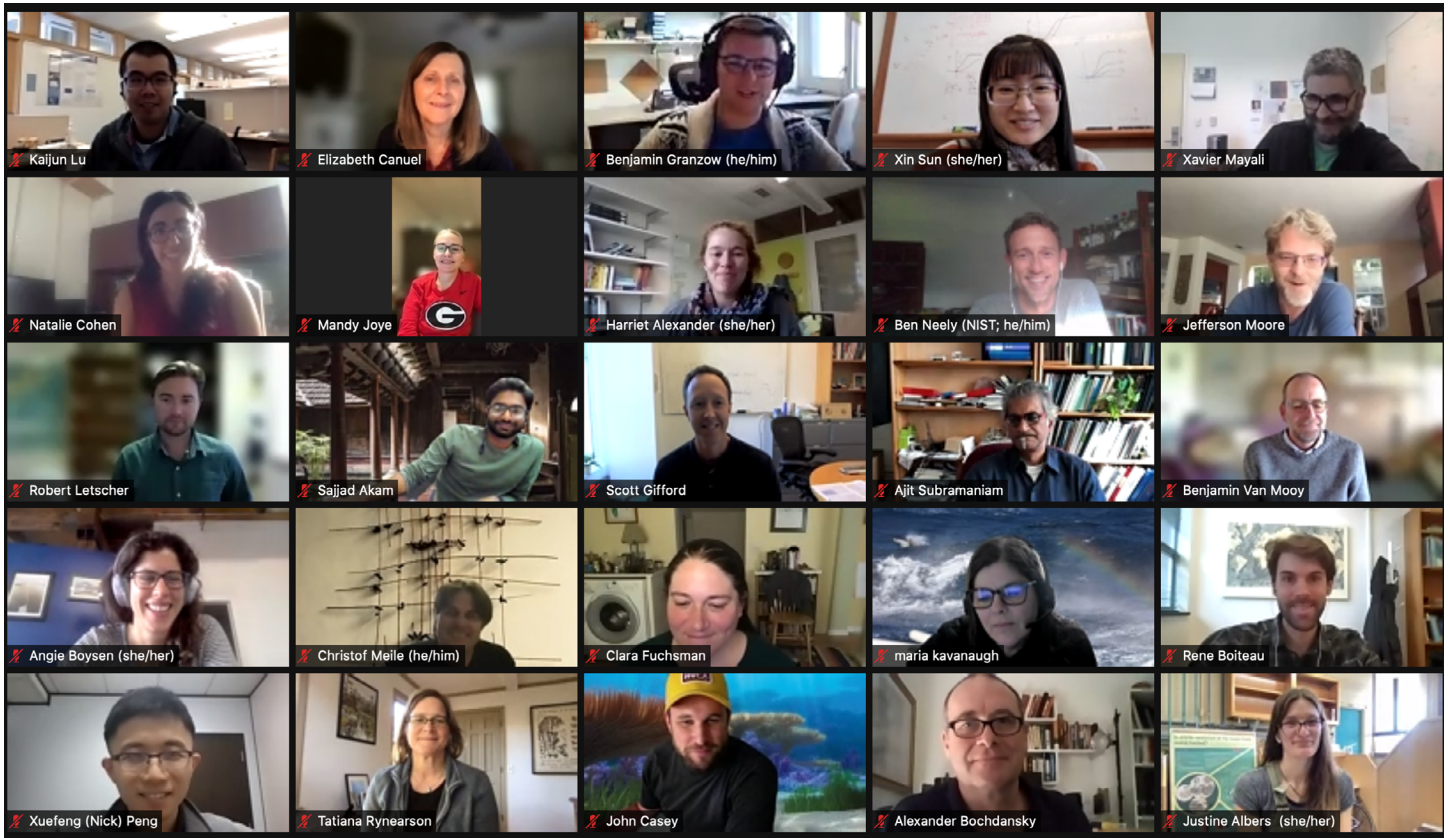 Kaijun Lu
Elizabeth Canuel
Benjamin Granzow (he/him)
Xin Sun (she/her)
Xavier Mayali
Natalie Cohen
Mandy Joye
G
Harriet Alexander (she/her)
Ben Neely (NIST; he/him)
Jefferson Moore
Robert Letscher
Sajjad Akam
Scott Gifford
Ajit Subramaniam
Benjamin Van Mooy
Angie Boysen (she/her)
Christof Meile (he/him)
Clara Fuchsman
maria kavanaugh
Rene Boiteau
Xuefeng (Nick) Peng
Tatiana Rynearson
John Casey
Alexander Bochdansky
Justine Albers (she/her)